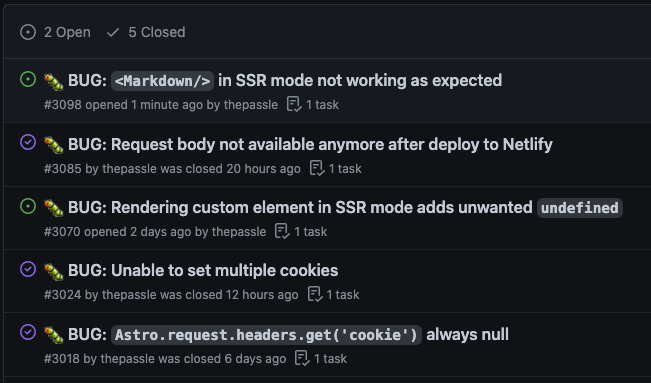 2 Open 5 Closed
BUG: <Markdown/> in SSR mode not working as expected
#3098 opened 1 minute ago by thepassle 1 task
BUG: Request body not available anymore after deploy to Netlify
#3085 by thepassle was closed 20 hours ago 1 task
BUG: Rendering custom element in SSR mode adds unwanted undefined
#3070 opened 2 days ago by thepassle 1 task
BUG: Unable to set multiple cookies
#3024 by thepassle was closed 12 hours ago 1 task
BUG: Astro.request.headers.get('cookie') always null
#3018 by thepassle was closed 6 days ago 1 task